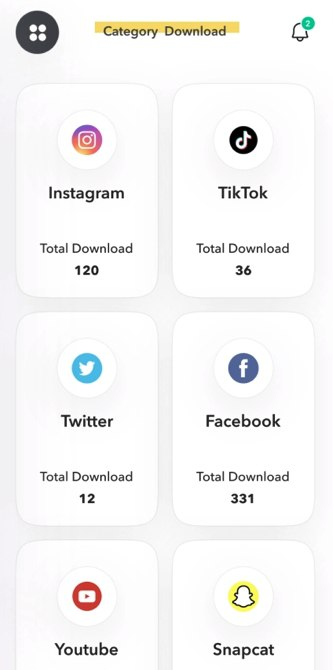 Category Download
2
Instagram
TikTok
Total Download
Total Download
120
36
Twitter
Facebook
Total Download
Total Download
12
331
Youtube
Snapcat